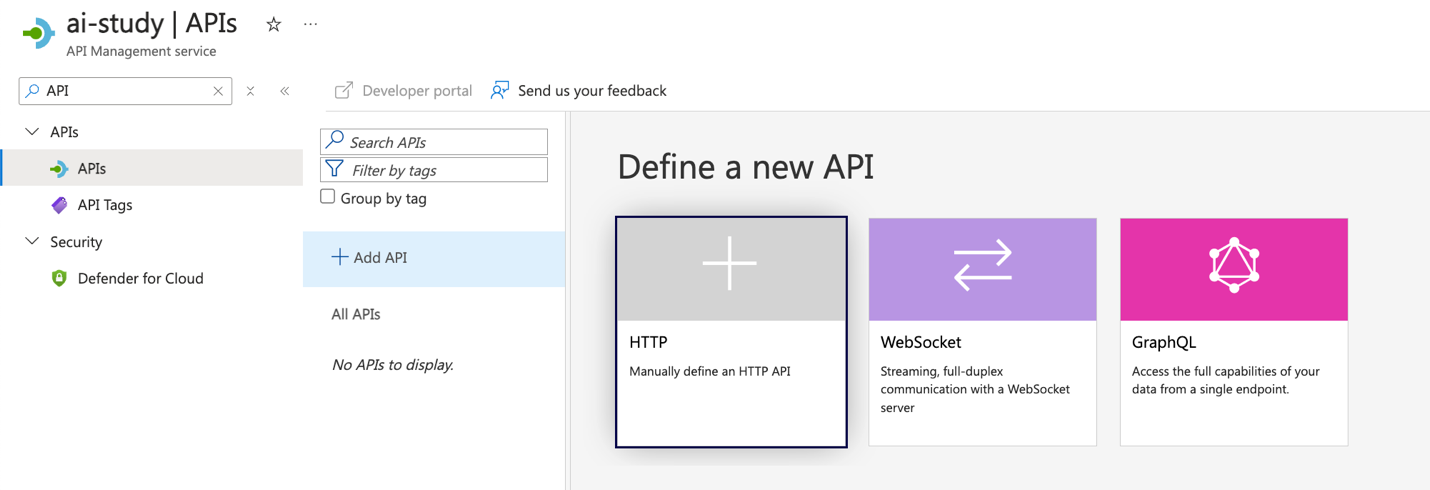 ai-study | APIs
API Management service
API
Developer portal
Send us your feedback
APIs
APIs
API Tags
Security
Defender for Cloud
Search APIs
Filter by tags
Group by tag
Add API
All APIs
No APIs to display.
Define a new API
HTTP
Manually define an HTTP API
WebSocket
Streaming, full-duplex
communication with a WebSocket
server
GraphQL
Access the full capabilities of your
data from a single endpoint.